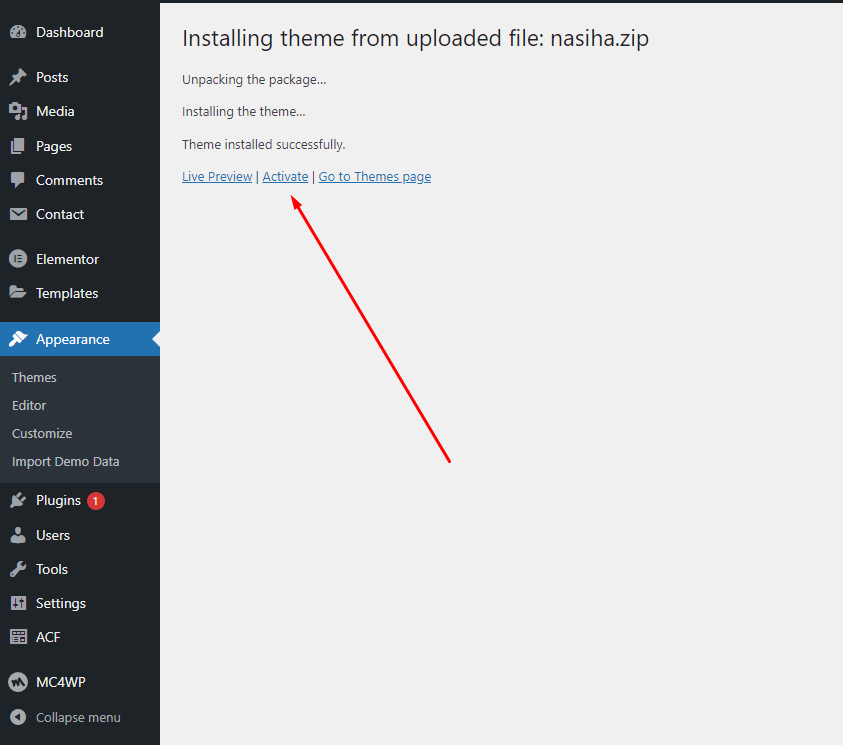 Dashboard
Posts
Media
Pages
Comments
Contact
Elementor
Templates
Appearance
Themes
Editor
Customize
Import Demo Data
Plugins 1
Users
Tools
Settings
ACF
MC4WP
Collapse menu
Installing theme from uploaded file: nasiha.zip
Unpacking the package…
Installing the theme…
Theme installed successfully.
Live Preview | Activate | Go to Themes page